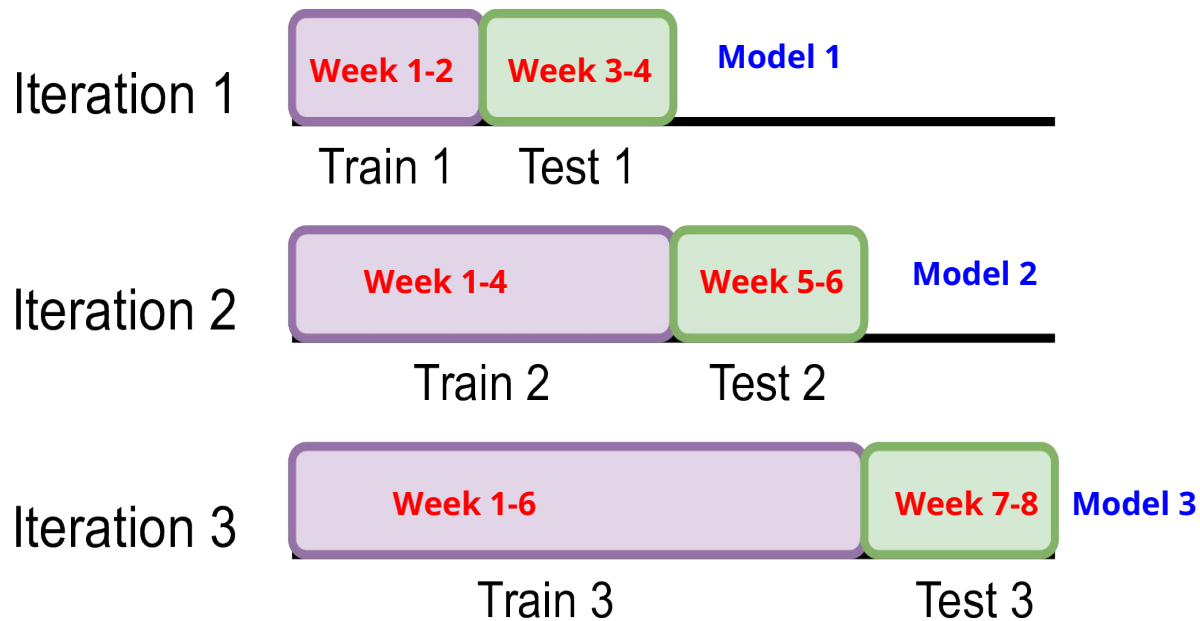 Iteration 1
Week 1-2
Week 3-4
Model 1
Train 1
Test 1
Iteration 2
Week 1-4
Week 5-6
Model 2
Train 2
Test 2
Iteration 3
Week 1-6
Week 7-8
Model 3
Train 3
Test 3